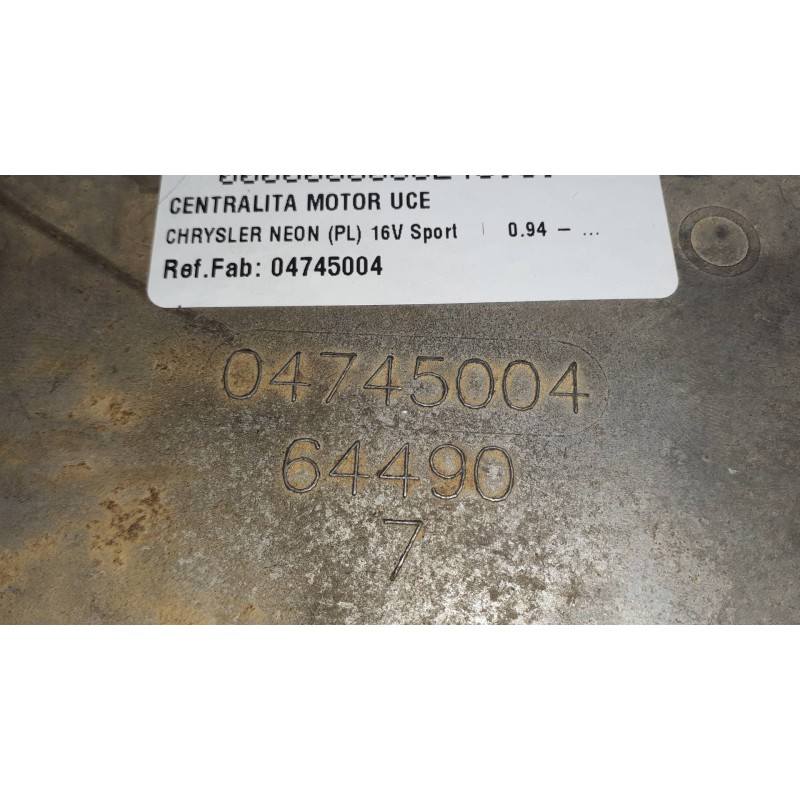 CENTRALITA MOTOR UCE
CHRYSLER NEON (PL) 16V Sport | 0.94 – ...
Ref.Fab: 04745004
04745004
64490
7